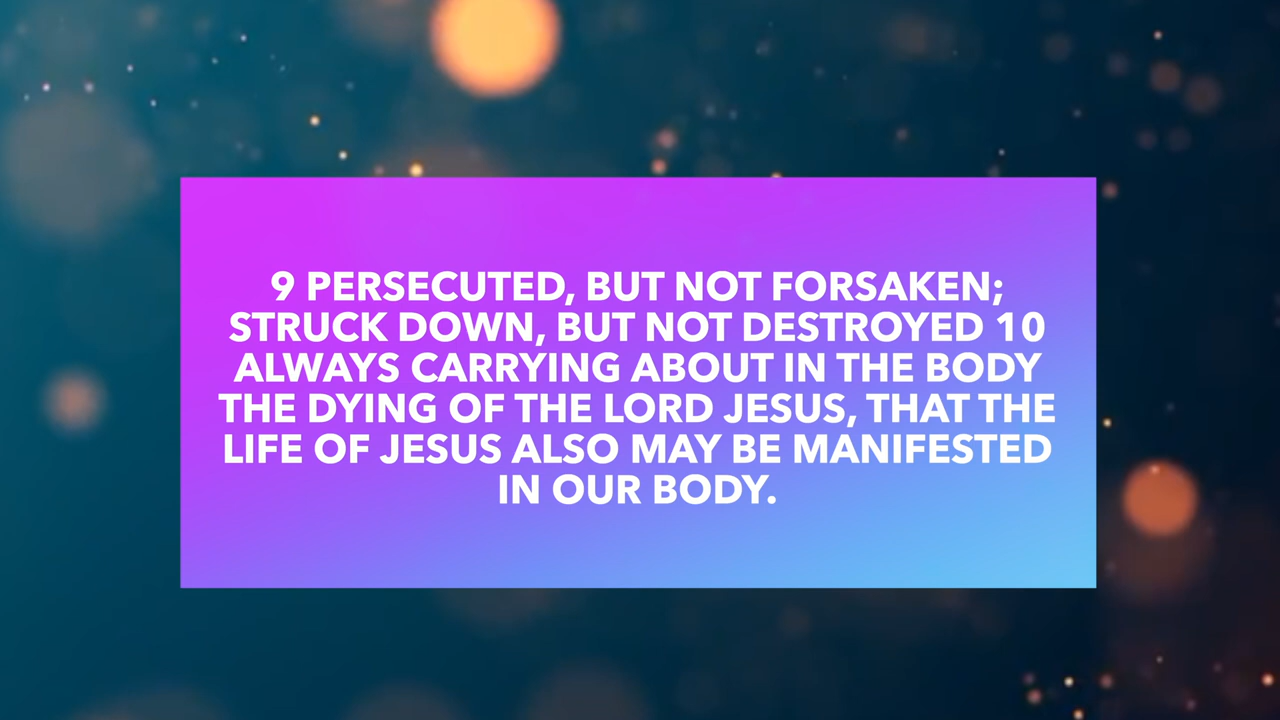 9 PERSECUTED, BUT NOT FORSAKEN;
STRUCK DOWN, BUT NOT DESTROYED 10
ALWAYS CARRYING ABOUT IN THE BODY
THE DYING OF THE LORD JESUS, THAT THE
LIFE OF JESUS ALSO MAY BE MANIFESTED
IN OUR BODY.